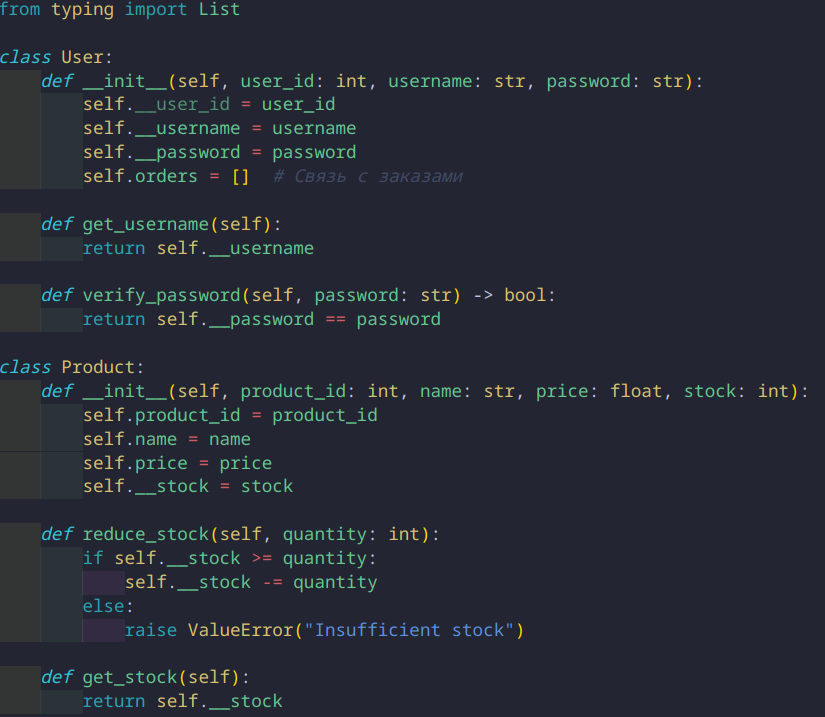 from typing import List

class User:
    def __init__(self, user_id: int, username: str, password: str):
        self.__user_id = user_id
        self.__username = username
        self.__password = password
        self.orders = []  # Связь с заказами

    def get_username(self):
        return self.__username

    def verify_password(self, password: str) -> bool:
        return self.__password == password

class Product:
    def __init__(self, product_id: int, name: str, price: float, stock: int):
        self.product_id = product_id
        self.name = name
        self.price = price
        self.__stock = stock

    def reduce_stock(self, quantity: int):
        if self.__stock >= quantity:
            self.__stock -= quantity
        else:
            raise ValueError("Insufficient stock")

    def get_stock(self):
        return self.__stock